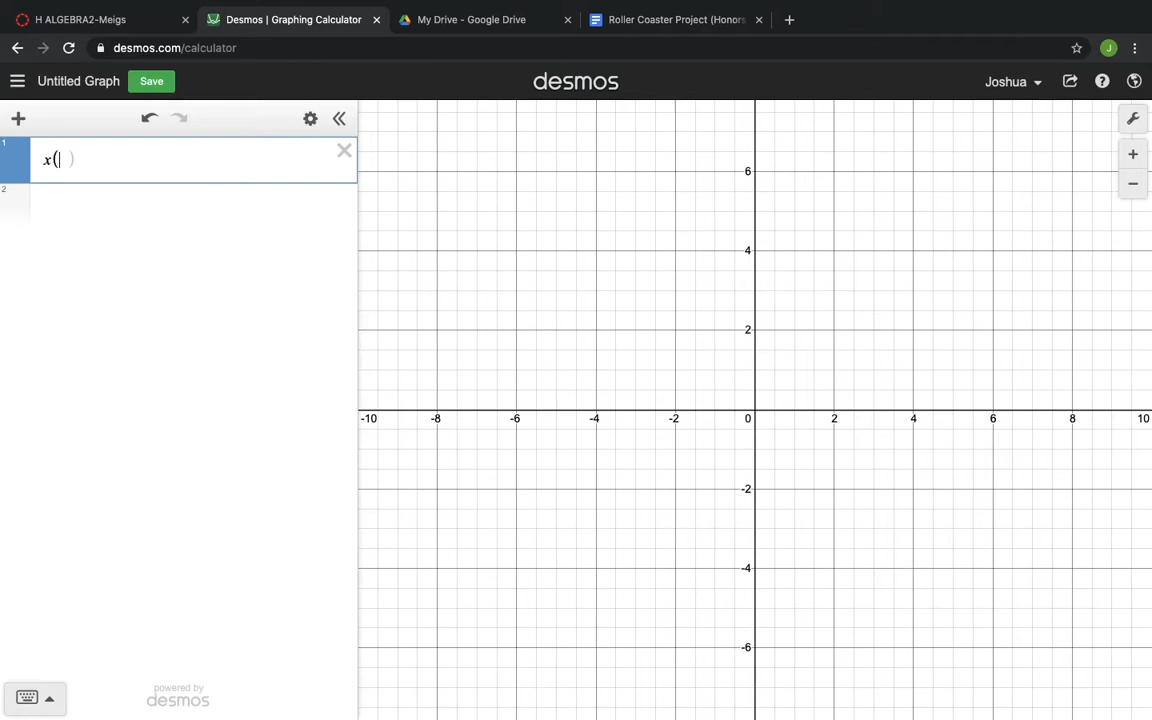 H ALGEBRA2-Meigs
Desmos | Graphing Calculator
My Drive - Google Drive
Roller Coaster Project (Honors
desmos.com/calculator
J
Untitled Graph
Save
desmos
Joshua
1
x( )
2
6
4
2
-10 -8 -6 -4 -2 0 2 4 6 8 10
-2
-4
-6
powered by
desmos